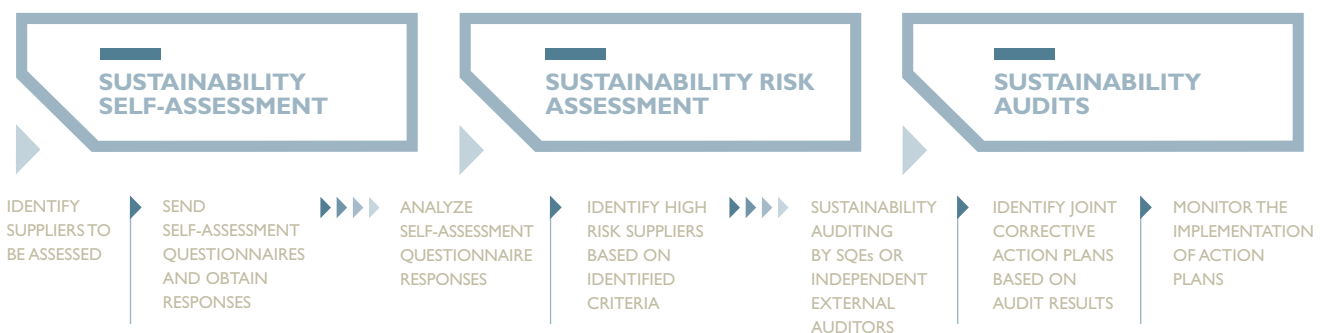 SUSTAINABILITY
SELF-ASSESSMENT
SUSTAINABILITY RISK
ASSESSMENT
SUSTAINABILITY
AUDITS
IDENTIFY
SUPPLIERS TO
BE ASSESSED
SEND
SELF-ASSESSMENT
QUESTIONNAIRES
AND OBTAIN
RESPONSES
ANALYZE
SELF-ASSESSMENT
QUESTIONNAIRE
RESPONSES
IDENTIFY HIGH
RISK SUPPLIERS
BASED ON
IDENTIFIED
CRITERIA
SUSTAINABILITY
AUDITING
BY SQEs OR
INDEPENDENT
EXTERNAL
AUDITORS
IDENTIFY JOINT
CORRECTIVE
ACTION PLANS
BASED ON
AUDIT RESULTS
MONITOR THE
IMPLEMENTATION
OF ACTION
PLANS